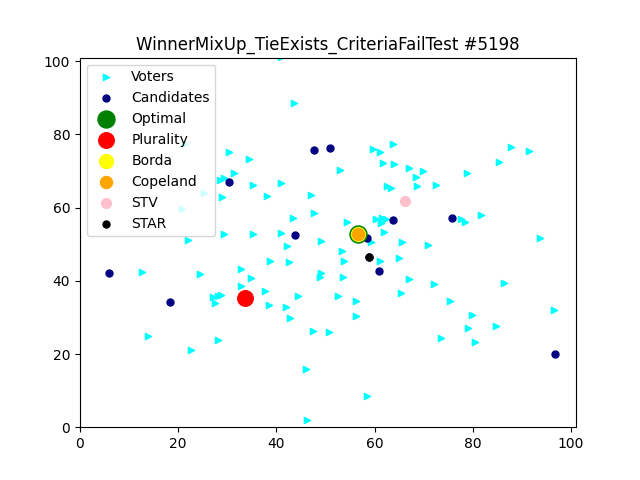 WinnerMixUp_TieExists_CriteriaFailTest #5198
100
80
60
40
20
0
Voters
Candidates
Optimal
Plurality
Borda
Copeland
STV
STAR
0 20 40 60 80 100